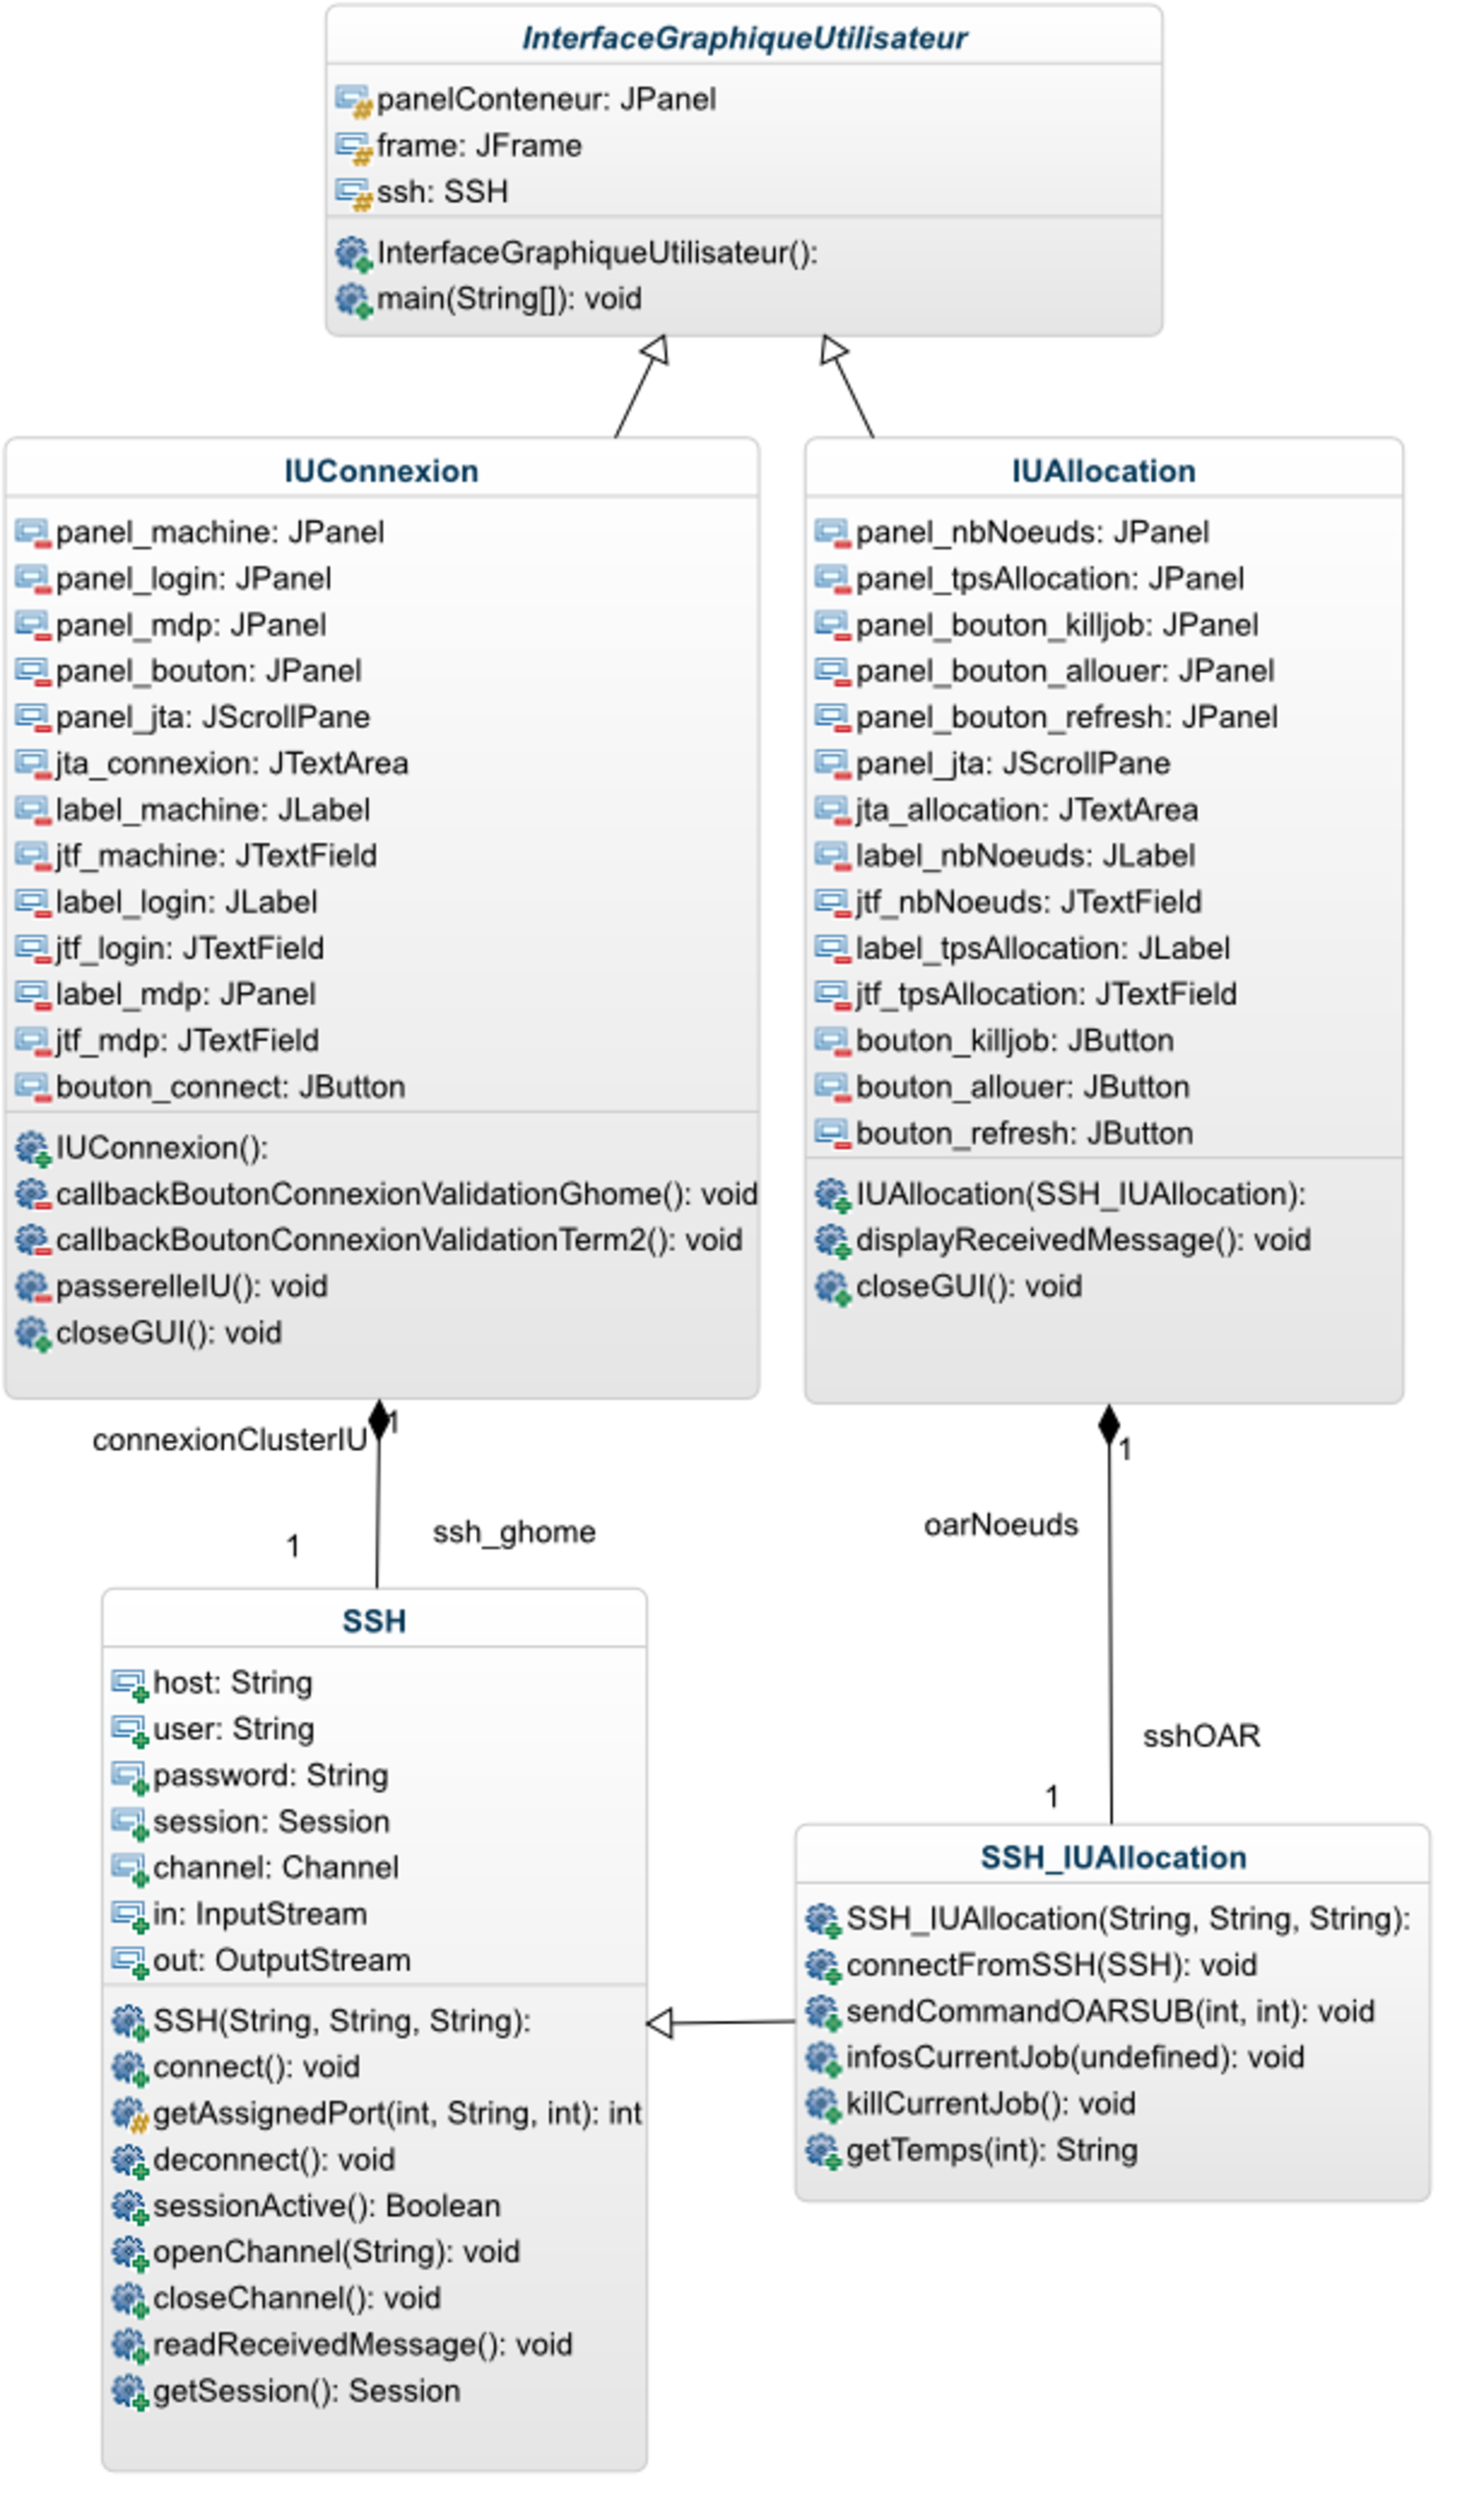 InterfaceGraphiqueUtilisateur
panelConteneur: JPanel
frame: JFrame
ssh: SSH
InterfaceGraphiqueUtilisateur():
main(String[]): void
IUConnexion
panel_machine: JPanel
panel_login: JPanel
panel_mdp: JPanel
panel_bouton: JPanel
panel_jta: JScrollPane
jta_connexion: JTextArea
label_machine: JLabel
jtf_machine: JTextField
label_login: JLabel
jtf_login: JTextField
label_mdp: JPanel
jtf_mdp: JTextField
bouton_connect: JButton
IUConnexion():
callbackBoutonConnexionValidationGhome(): void
callbackBoutonConnexionValidationTerm2(): void
passerelleIU(): void
closeGUI(): void
IUAllocation
panel_nbNoeuds: JPanel
panel_tpsAllocation: JPanel
panel_bouton_killjob: JPanel
panel_bouton_allouer: JPanel
panel_bouton_refresh: JPanel
panel_jta: JScrollPane
jta_allocation: JTextArea
label_nbNoeuds: JLabel
jtf_nbNoeuds: JTextField
label_tpsAllocation: JLabel
jtf_tpsAllocation: JTextField
bouton_killjob: JButton
bouton_allouer: JButton
bouton_refresh: JButton
IUAllocation(SSH_IUAllocation):
displayReceivedMessage(): void
closeGUI(): void
1
connexionClusterIU
1
ssh_ghome
1
oarNoeuds
sshOAR
1
SSH
host: String
user: String
password: String
session: Session
channel: Channel
in: InputStream
out: OutputStream
SSH(String, String, String):
connect(): void
getAssignedPort(int, String, int): int
deconnect(): void
sessionActive(): Boolean
openChannel(String): void
closeChannel(): void
readReceivedMessage(): void
getSession(): Session
SSH_IUAllocation
SSH_IUAllocation(String, String, String):
connectFromSSH(SSH): void
sendCommandOARSUB(int, int): void
infosCurrentJob(undefined): void
killCurrentJob(): void
getTemps(int): String